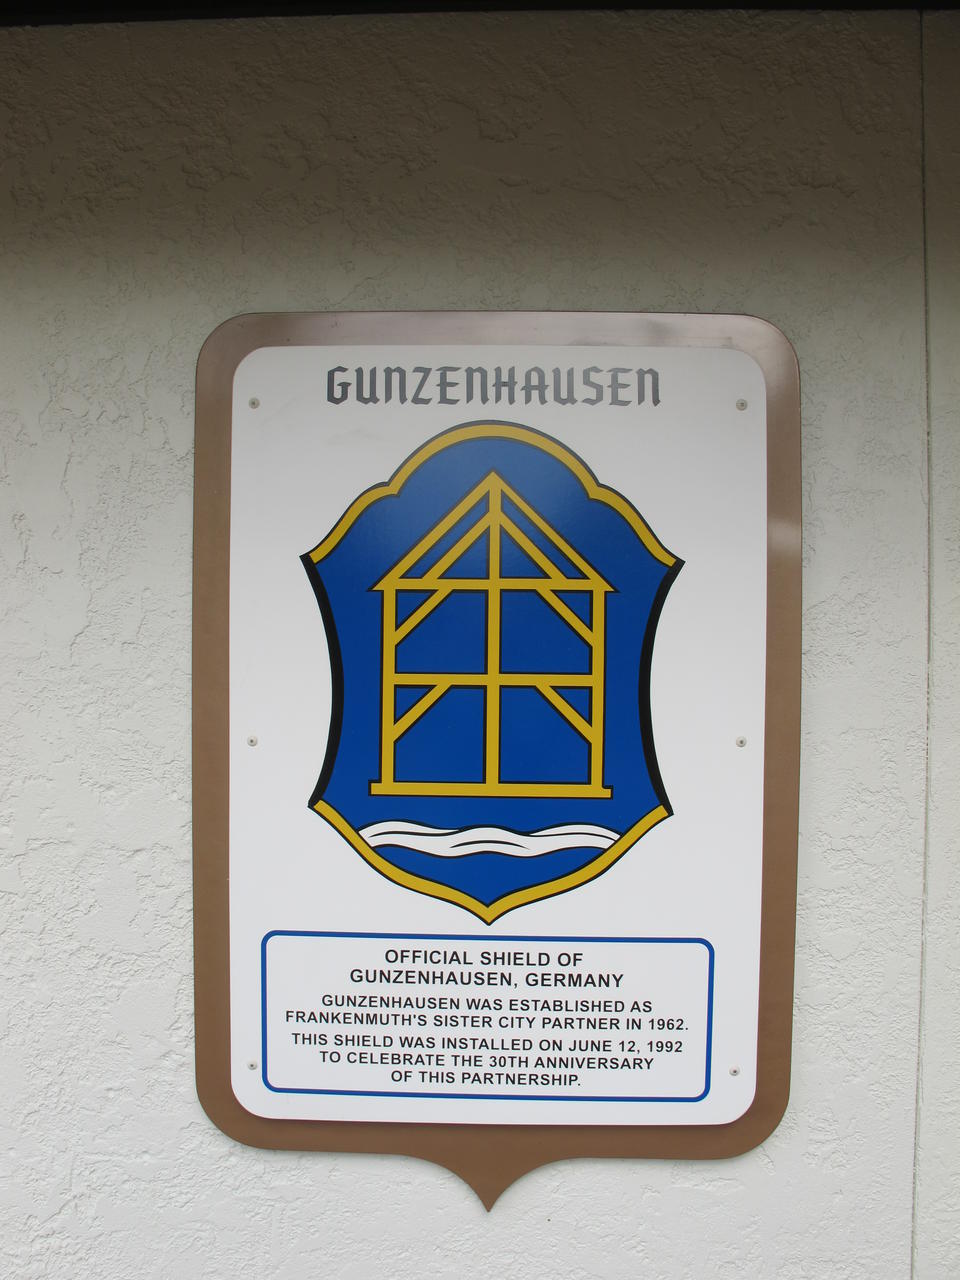 GUNZENHAUSEN
OFFICIAL SHIELD OF
GUNZENHAUSEN, GERMANY
GUNZENHAUSEN WAS ESTABLISHED AS
FRANKENMUTH'S SISTER CITY PARTNER IN 1962.
THIS SHIELD WAS INSTALLED ON JUNE 12, 1992
TO CELEBRATE THE 30TH ANNIVERSARY
OF THIS PARTNERSHIP.